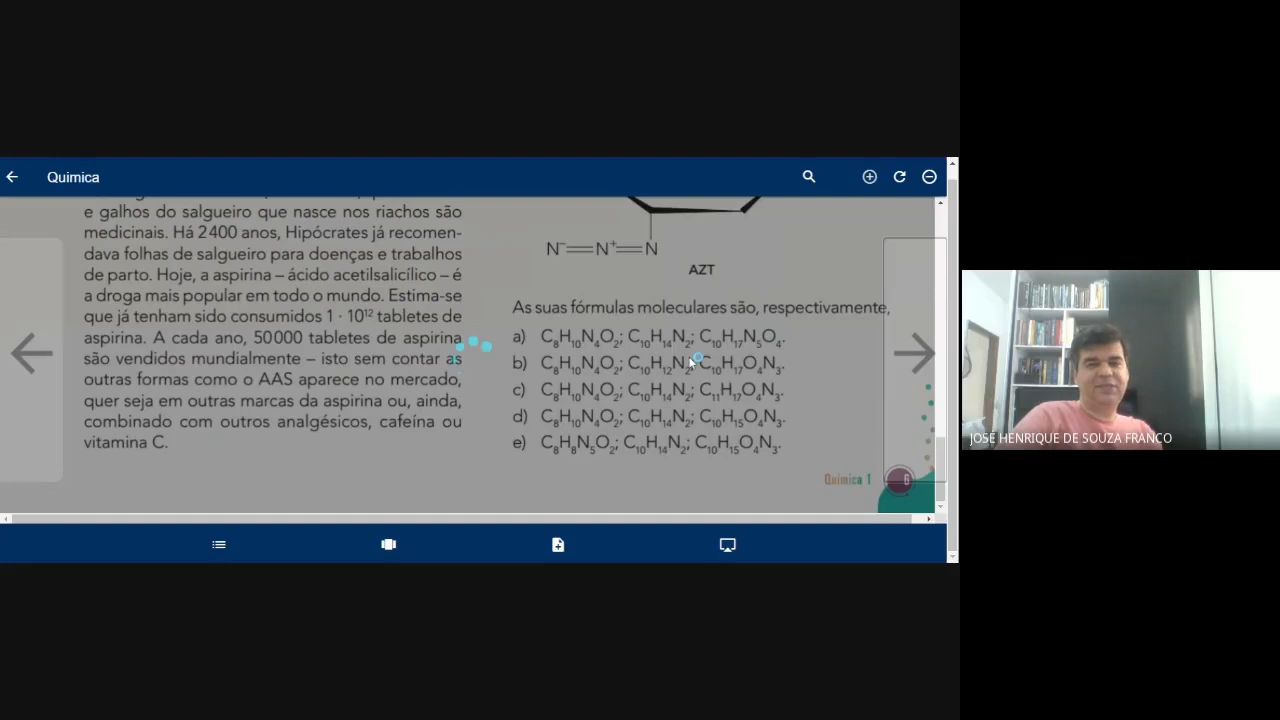 Quimica
e galhos do salgueiro que nasce nos riachos são
medicinais. Há 2400 anos, Hipócrates já recomen-
dava folhas de salgueiro para doenças e trabalhos
de parto. Hoje, a aspirina – ácido acetilsalicílico – é
a droga mais popular em todo o mundo. Estima-se
que já tenham sido consumidos 1 · 10¹² tabletes de
aspirina. A cada ano, 50000 tabletes de aspirina
são vendidos mundialmente – isto sem contar as
outras formas como o AAS aparece no mercado,
quer seja em outras marcas da aspirina ou, ainda,
combinado com outros analgésicos, cafeína ou
vitamina C.
N⁻═N⁺═N
AZT
As suas fórmulas moleculares são, respectivamente,
a) C₈H₁₀N₄O₂; C₁₀H₁₄N₂; C₁₀H₁₇N₅O₄.
b) C₈H₁₀N₄O₂; C₁₀H₁₂N₂; C₁₀H₁₇O₄N₃.
c) C₈H₁₀N₄O₂; C₁₀H₁₄N₂; C₁₁H₁₇O₄N₃.
d) C₈H₁₀N₄O₂; C₁₀H₁₄N₂; C₁₀H₁₅O₄N₃.
e) C₈H₈N₅O₂; C₁₀H₁₄N₂; C₁₀H₁₅O₄N₃.
Química 1
6
JOSÉ HENRIQUE DE SOUZA FRANCO